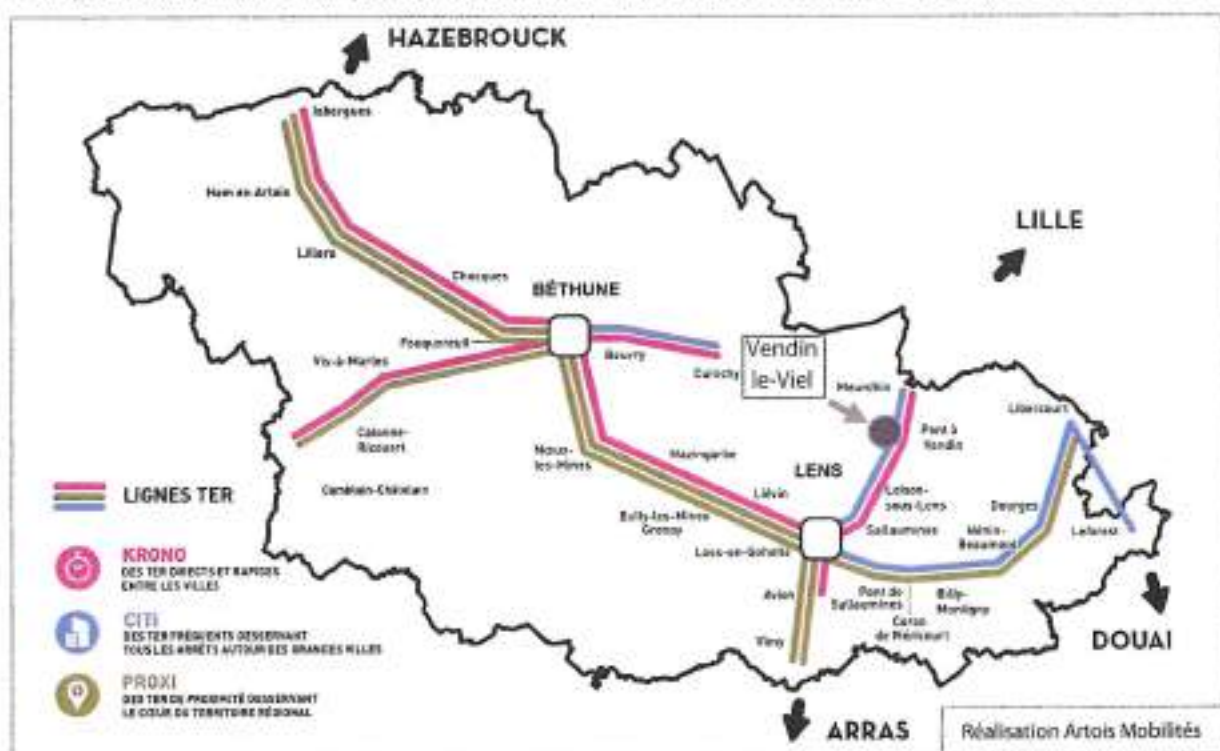 HAZEBROUCK
Isbergues
Ham en Artois
LILLE
Lillers
Chocques
BÉTHUNE
Fouquereuil
Vis-à-Marles
Beuvry
Cuinchy
Vendin
le-Viel
Meurchin
Libercourt
Pont à
Vendin
Calonne-
Ricouart
Noeux-
les-Mines
Mazingarbe
LENS
LIGNES TER
Camblain-Châtelain
Liévin
Loison-
sous-Lens
Dourges
Bully-les-Mines
Grenay
Sallaumines
Hénin-
Beaumont
Leforest
Loos-en-Gohelle
KRONO
DES TER DIRECTS ET RAPIDES
ENTRE LES VILLES
Avion
Pont de
Sallaumines
Billy-
Montigny
CITI
DES TER FRÉQUENTS DESSERVANT
TOUS LES ARRÊTS AUTOUR DES GRANDES VILLES
Corons
de Méricourt
Vimy
DOUAI
PROXI
DES TER DE PROXIMITÉ DESSERVANT
LE CŒUR DU TERRITOIRE RÉGIONAL
ARRAS
Réalisation Artois Mobilités